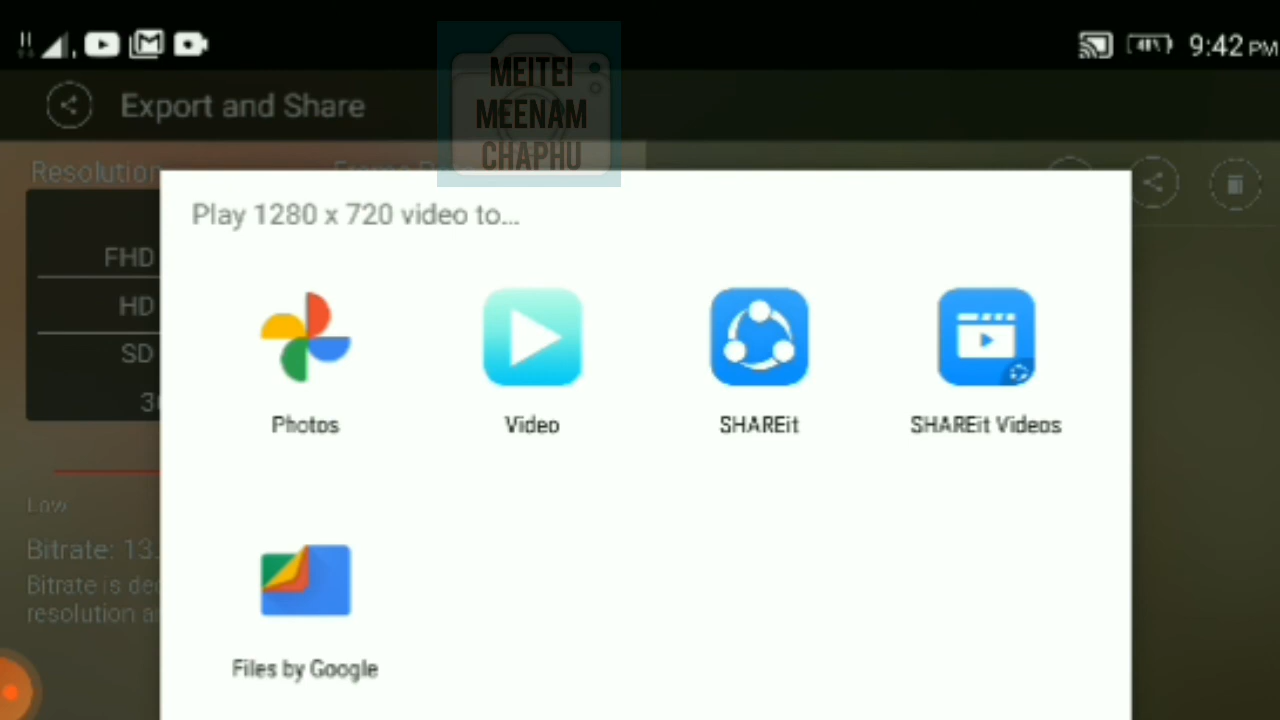 9:42 PM
MEITEI
MEENAM
CHAPHU
Export and Share
Resolution
Play 1280 x 720 video to...
FHD
HD
SD
Photos
Video
SHAREit
SHAREit Videos
Low
Bitrate: 13.
Bitrate is
resolution
Files by Google